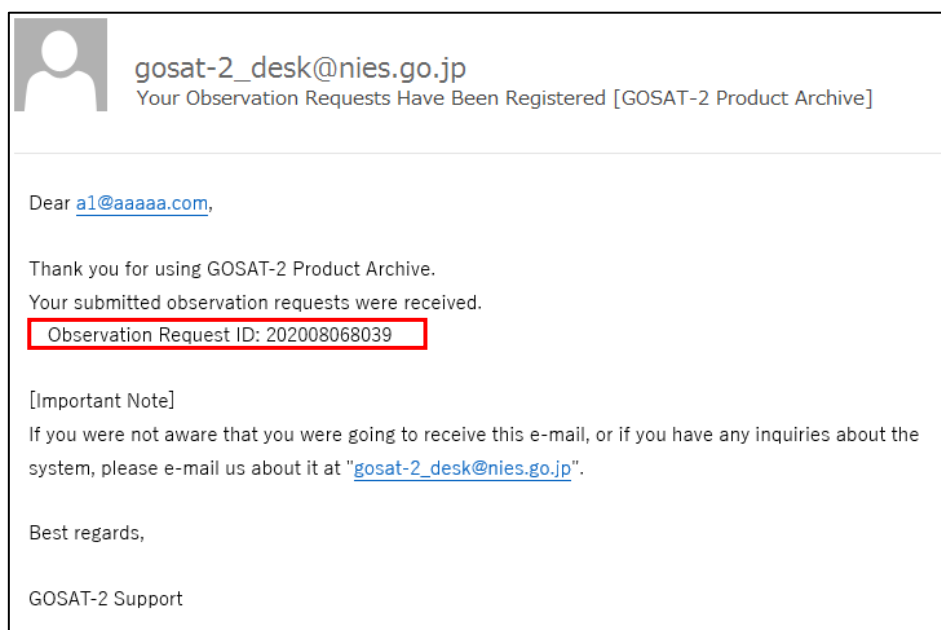 gosat-2_desk@nies.go.jp
Your Observation Requests Have Been Registered [GOSAT-2 Product Archive]
Dear a1@aaaaa.com,
Thank you for using GOSAT-2 Product Archive.
Your submitted observation requests were received.
Observation Request ID: 202008068039
[Important Note]
If you were not aware that you were going to receive this e-mail, or if you have any inquiries about the
system, please e-mail us about it at "gosat-2_desk@nies.go.jp".
Best regards,
GOSAT-2 Support